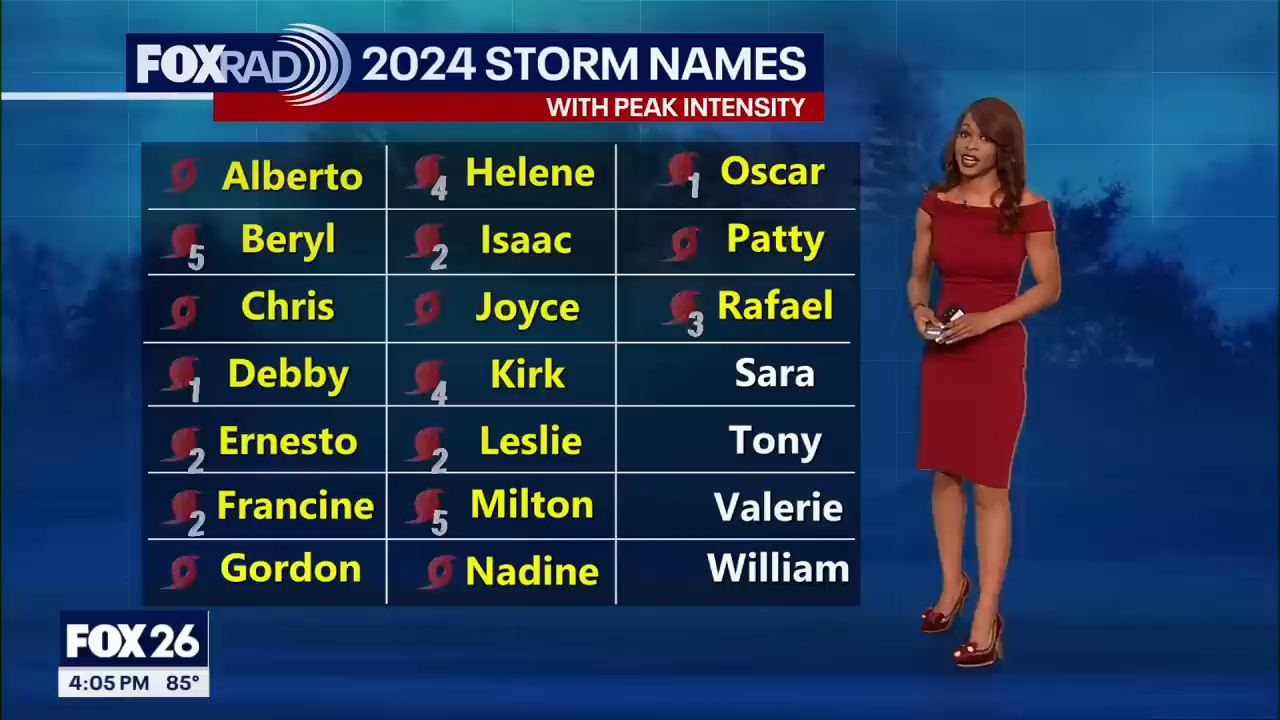 FOXRAD 2024 STORM NAMES
WITH PEAK INTENSITY
Alberto
5 Beryl
Chris
1 Debby
2 Ernesto
2 Francine
Gordon
4 Helene
2 Isaac
Joyce
4 Kirk
2 Leslie
5 Milton
Nadine
1 Oscar
Patty
3 Rafael
Sara
Tony
Valerie
William
FOX 26
4:05 PM 85°